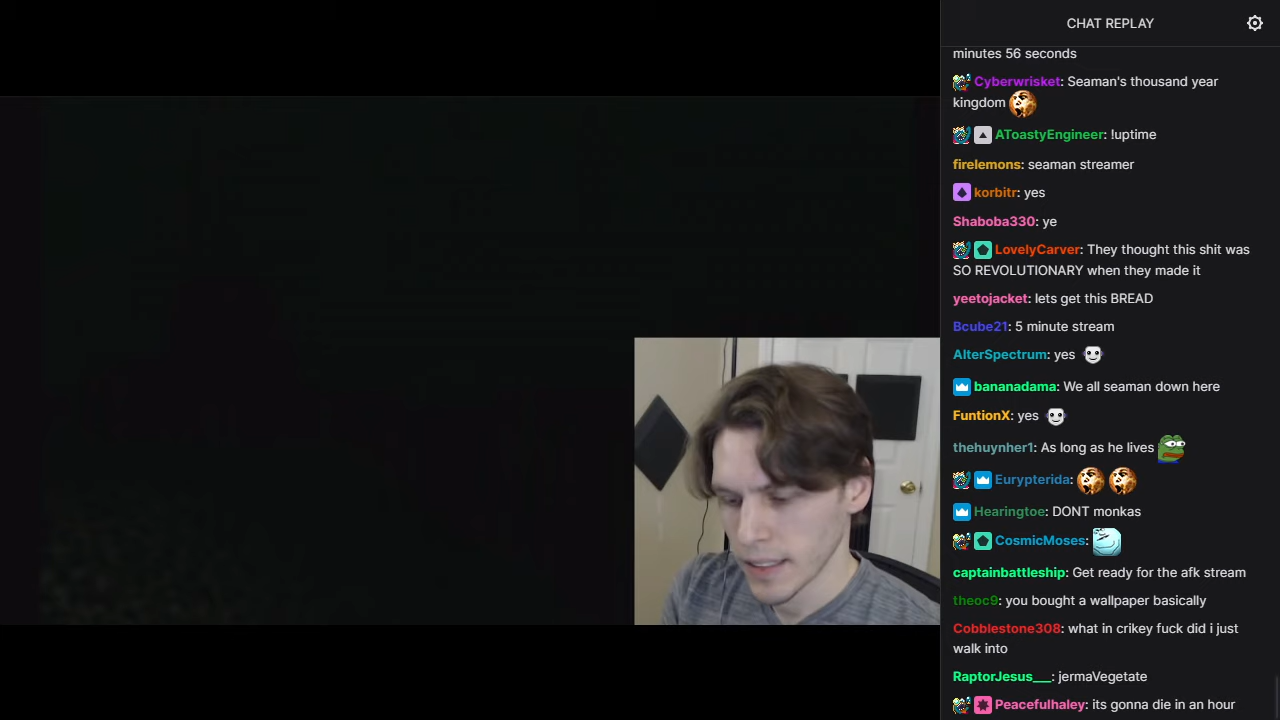 CHAT REPLAY
minutes 56 seconds
Cyberwrisket: Seaman's thousand year
kingdom
AToastyEngineer: !uptime
firelemons: seaman streamer
korbitr: yes
Shaboba330: ye
LovelyCarver: They thought this shit was
SO REVOLUTIONARY when they made it
yeetojacket: lets get this BREAD
Bcube21: 5 minute stream
AlterSpectrum: yes
bananadama: We all seaman down here
FuntionX: yes
thehuynher1: As long as he lives
Eurypterida:
Hearingtoe: DONT monkas
CosmicMoses:
captainbattleship: Get ready for the afk stream
theoc9: you bought a wallpaper basically
Cobblestone308: what in crikey fuck did i just
walk into
RaptorJesus___: jermaVegetate
Peacefulhaley: its gonna die in an hour